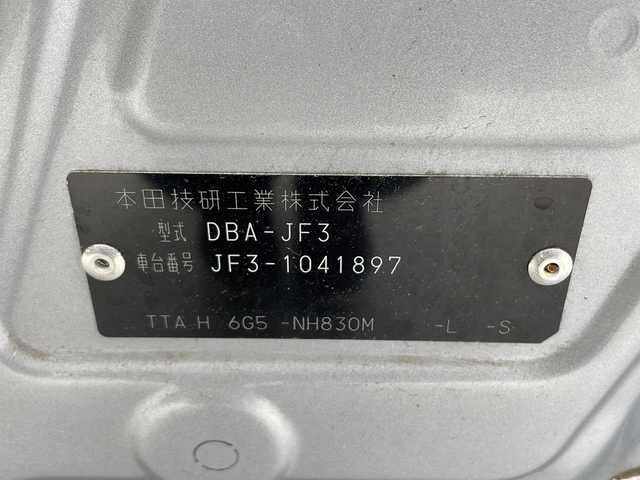 本田技研工業株式会社
型式 DBA-JF3
車台番号 JF3-1041897
TTA H 6G5 -NH830M -L -S